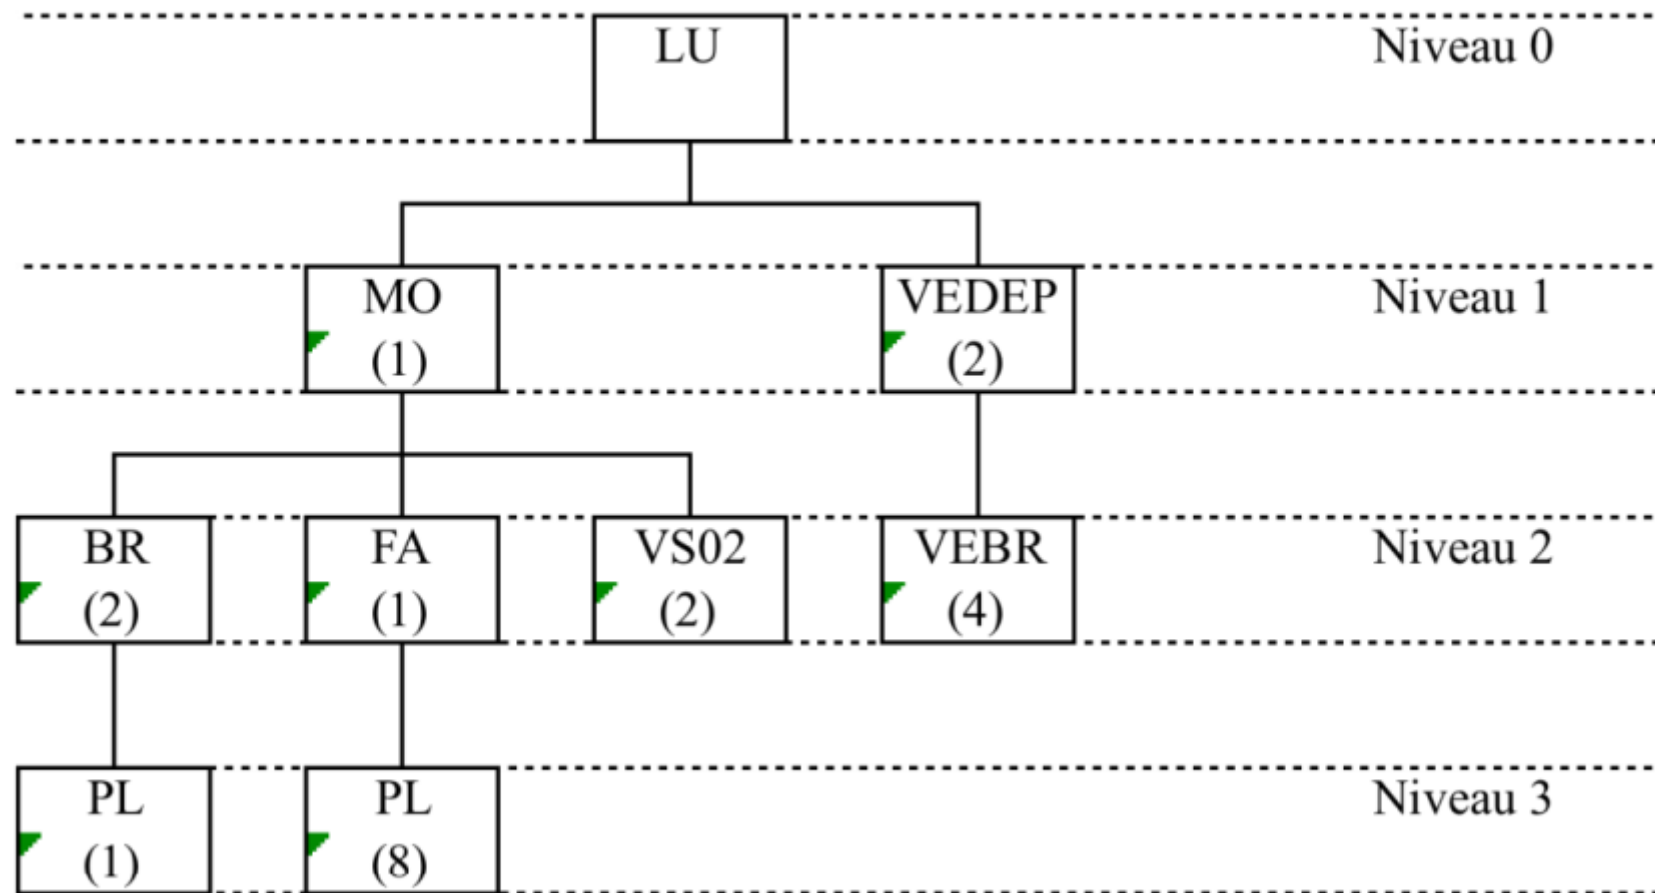 LU
Niveau 0
MO
(1)
VEDEP
(2)
Niveau 1
BR
(2)
FA
(1)
VS02
(2)
VEBR
(4)
Niveau 2
PL
(1)
PL
(8)
Niveau 3